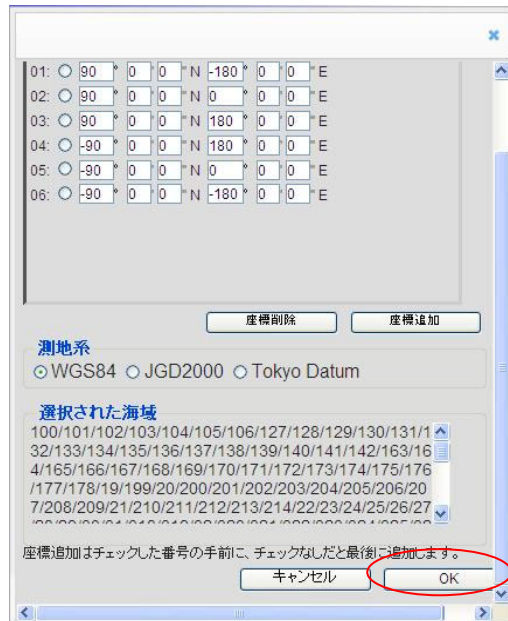 01: 90 ° 0 ' 0 " N -180 ° 0 ' 0 " E
02: 90 ° 0 ' 0 " N 0 ° 0 ' 0 " E
03: 90 ° 0 ' 0 " N 180 ° 0 ' 0 " E
04: -90 ° 0 ' 0 " N 180 ° 0 ' 0 " E
05: -90 ° 0 ' 0 " N 0 ° 0 ' 0 " E
06: -90 ° 0 ' 0 " N -180 ° 0 ' 0 " E
座標削除 座標追加
測地系
WGS84 JGD2000 Tokyo Datum
選択された海域
100/101/102/103/104/105/106/127/128/129/130/131/1
32/133/134/135/136/137/138/139/140/141/142/163/16
4/165/166/167/168/169/170/171/172/173/174/175/176
/177/178/19/199/20/200/201/202/203/204/205/206/20
7/208/209/21/210/211/212/213/214/22/23/24/25/26/27
座標追加はチェックした番号の手前に、チェックなしだと最後に追加します。
キャンセル OK